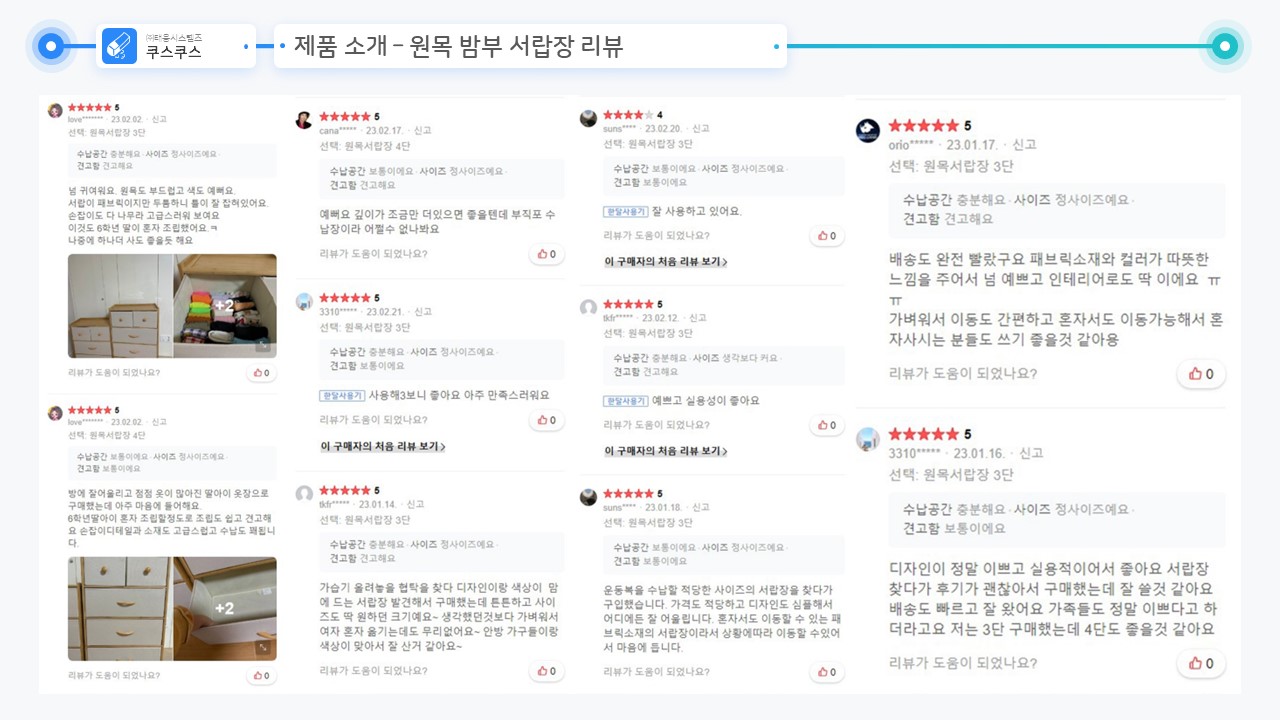 ㈜태웅시스템즈
쿠스쿠스
제품 소개 – 원목 밤부 서랍장 리뷰
★★★★★ 5
love******* · 23.02.02. · 신고
선택: 원목서랍장 3단
수납공간 충분해요 · 사이즈 정사이즈예요 ·
견고함 견고해요
넘 귀여워요. 원목도 부드럽고 색도 예뻐요.
서랍이 패브릭이지만 두툼하니 틀이 잘 잡혀있어요.
손잡이도 다 나무라 고급스러워 보여요
이것도 6학년 딸이 혼자 조립했어요.ㅋ
나중에 하나더 사도 좋을듯 해요
+2
리뷰가 도움이 되었나요?
0
★★★★★ 5
love******* · 23.02.02. · 신고
선택: 원목서랍장 4단
수납공간 보통이에요 · 사이즈 정사이즈예요 ·
견고함 보통이에요
방에 잘어울리고 점점 옷이 많아진 딸아이 옷장으로
구매했는데 아주 마음에 들어해요.
6학년딸아이 혼자 조립할정도로 조립도 쉽고 견고해
요 손잡이디테일과 소재도 고급스럽고 수납도 꽤됩니
다.
+2
리뷰가 도움이 되었나요?
0
★★★★★ 5
cana***** · 23.02.17. · 신고
선택: 원목서랍장 4단
수납공간 보통이에요 · 사이즈 정사이즈예요 ·
견고함 견고해요
예뻐요 깊이가 조금만 더있으면 좋을텐데 부직포 수
납장이라 어쩔수 없나봐요
리뷰가 도움이 되었나요?
0
★★★★★ 5
3310***** · 23.02.21. · 신고
선택: 원목서랍장 3단
수납공간 충분해요 · 사이즈 정사이즈예요 ·
견고함 보통이에요
한달사용기 사용해3보니 좋아요 아주 만족스러워요
리뷰가 도움이 되었나요?
0
이 구매자의 처음 리뷰 보기 >
★★★★★ 5
tkfr***** · 23.01.14. · 신고
선택: 원목서랍장 3단
수납공간 충분해요 · 사이즈 정사이즈예요 ·
견고함 견고해요
가습기 올려놓을 협탁을 찾다 디자인이랑 색상이 맘
에 드는 서랍장 발견해서 구매했는데 튼튼하고 사이
즈도 딱 원하던 크기예요~ 생각했던것보다 가벼워서
여자 혼자 옮기는데도 무리없어요~ 안방 가구들이랑
색상이 맞아서 잘 산거 같아요~
리뷰가 도움이 되었나요?
0
★★★★☆ 4
suns**** · 23.02.20. · 신고
선택: 원목서랍장 3단
수납공간 보통이에요 · 사이즈 정사이즈예요 ·
견고함 보통이에요
한달사용기 잘 사용하고 있어요.
리뷰가 도움이 되었나요?
0
이 구매자의 처음 리뷰 보기 >
★★★★★ 5
tkfr***** · 23.02.12. · 신고
선택: 원목서랍장 3단
수납공간 충분해요 · 사이즈 생각보다 커요 ·
견고함 견고해요
한달사용기 예쁘고 실용성이 좋아요
리뷰가 도움이 되었나요?
0
이 구매자의 처음 리뷰 보기 >
★★★★★ 5
suns**** · 23.01.18. · 신고
선택: 원목서랍장 3단
수납공간 보통이에요 · 사이즈 정사이즈예요 ·
견고함 보통이에요
운동복을 수납할 적당한 사이즈의 서랍장을 찾다가
구입했습니다. 가격도 적당하고 디자인도 심플해서
어디에든 잘 어울립니다. 혼자서도 이동할 수 있는 패
브릭소재의 서랍장이라서 상황에따라 이동할 수있어
서 마음에 듭니다.
리뷰가 도움이 되었나요?
0
★★★★★ 5
orio***** · 23.01.17. · 신고
선택: 원목서랍장 3단
수납공간 충분해요 · 사이즈 정사이즈예요 ·
견고함 견고해요
배송도 완전 빨랐구요 패브릭소재와 컬러가 따뜻한
느낌을 주어서 넘 예쁘고 인테리어로도 딱 이에요 ㅠ
ㅠ
가벼워서 이동도 간편하고 혼자서도 이동가능해서 혼
자사시는 분들도 쓰기 좋을것 같아용
리뷰가 도움이 되었나요?
0
★★★★★ 5
3310***** · 23.01.16. · 신고
선택: 원목서랍장 3단
수납공간 충분해요 · 사이즈 정사이즈예요 ·
견고함 보통이에요
디자인이 정말 이쁘고 실용적이어서 좋아요 서랍장
찾다가 후기가 괜찮아서 구매했는데 잘 쓸것 같아요
배송도 빠르고 잘 왔어요 가족들도 정말 이쁘다고 하
더라고요 저는 3단 구매했는데 4단도 좋을것 같아요
리뷰가 도움이 되었나요?
0